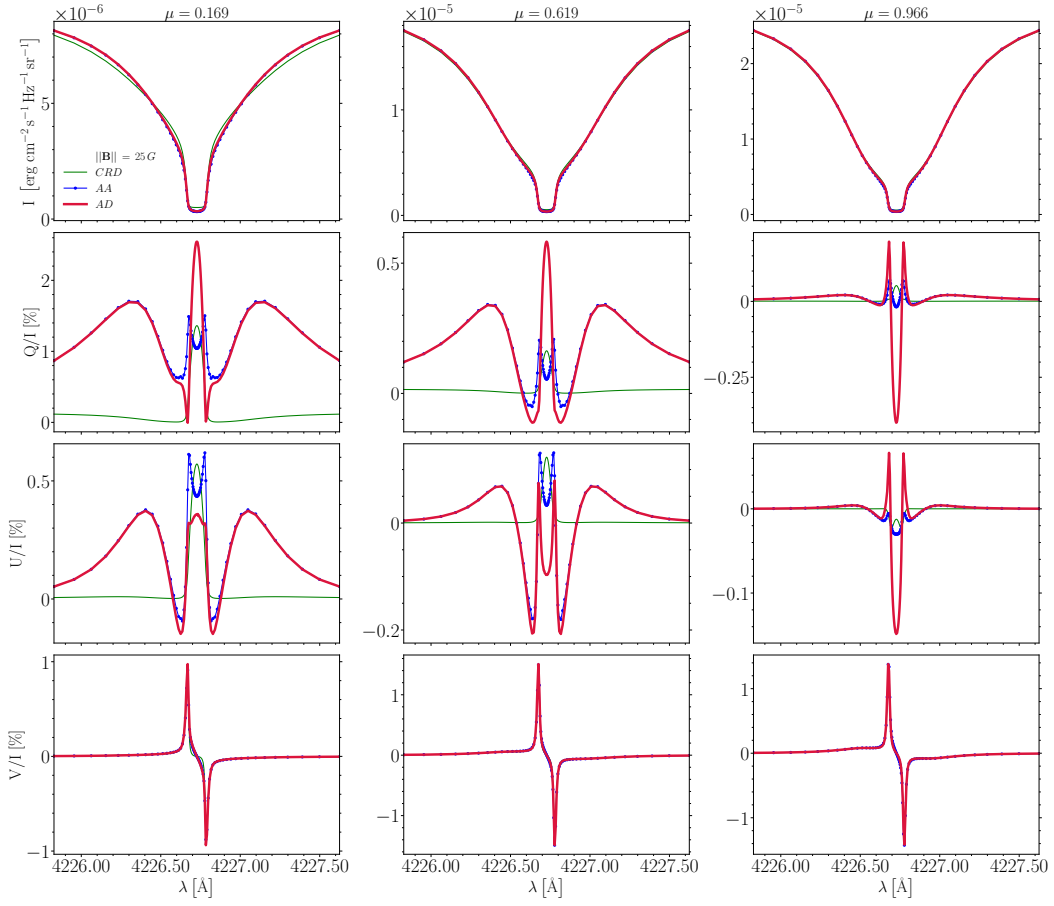 ×10⁻⁶ μ = 0.169 ×10⁻⁵ μ = 0.619 ×10⁻⁵ μ = 0.966
I [erg cm⁻² s⁻¹ Hz⁻¹ sr⁻¹]
5
0
||B|| = 25 G
CRD
AA
AD
1
0
2
1
0
Q/I [%]
2
1
0
0.5
0
0
−0.25
U/I [%]
0.5
0
0
−0.2
0
−0.1
V/I [%]
1
0
−1
1
0
−1
1
0
−1
4226.00 4226.50 4227.00 4227.50 4226.00 4226.50 4227.00 4227.50 4226.00 4226.50 4227.00 4227.50
λ [Å] λ [Å] λ [Å]